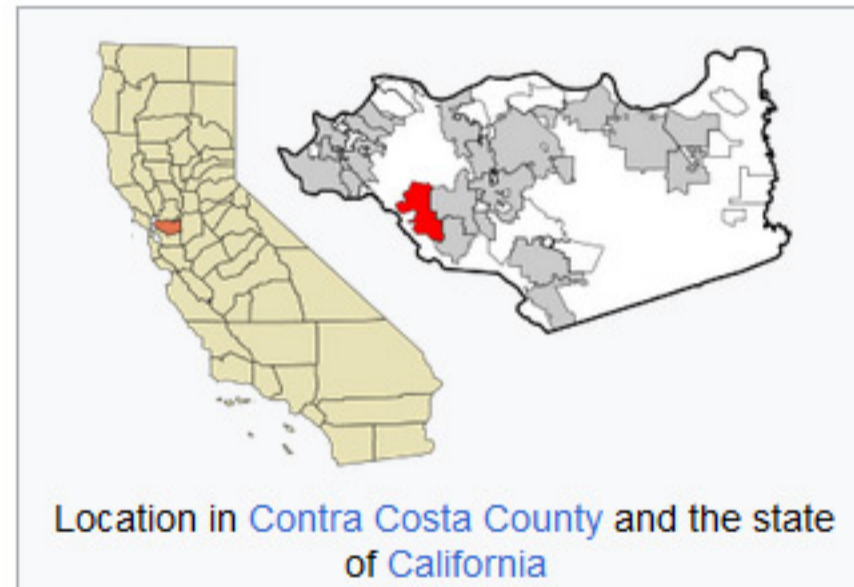 Location in Contra Costa County and the state
of California